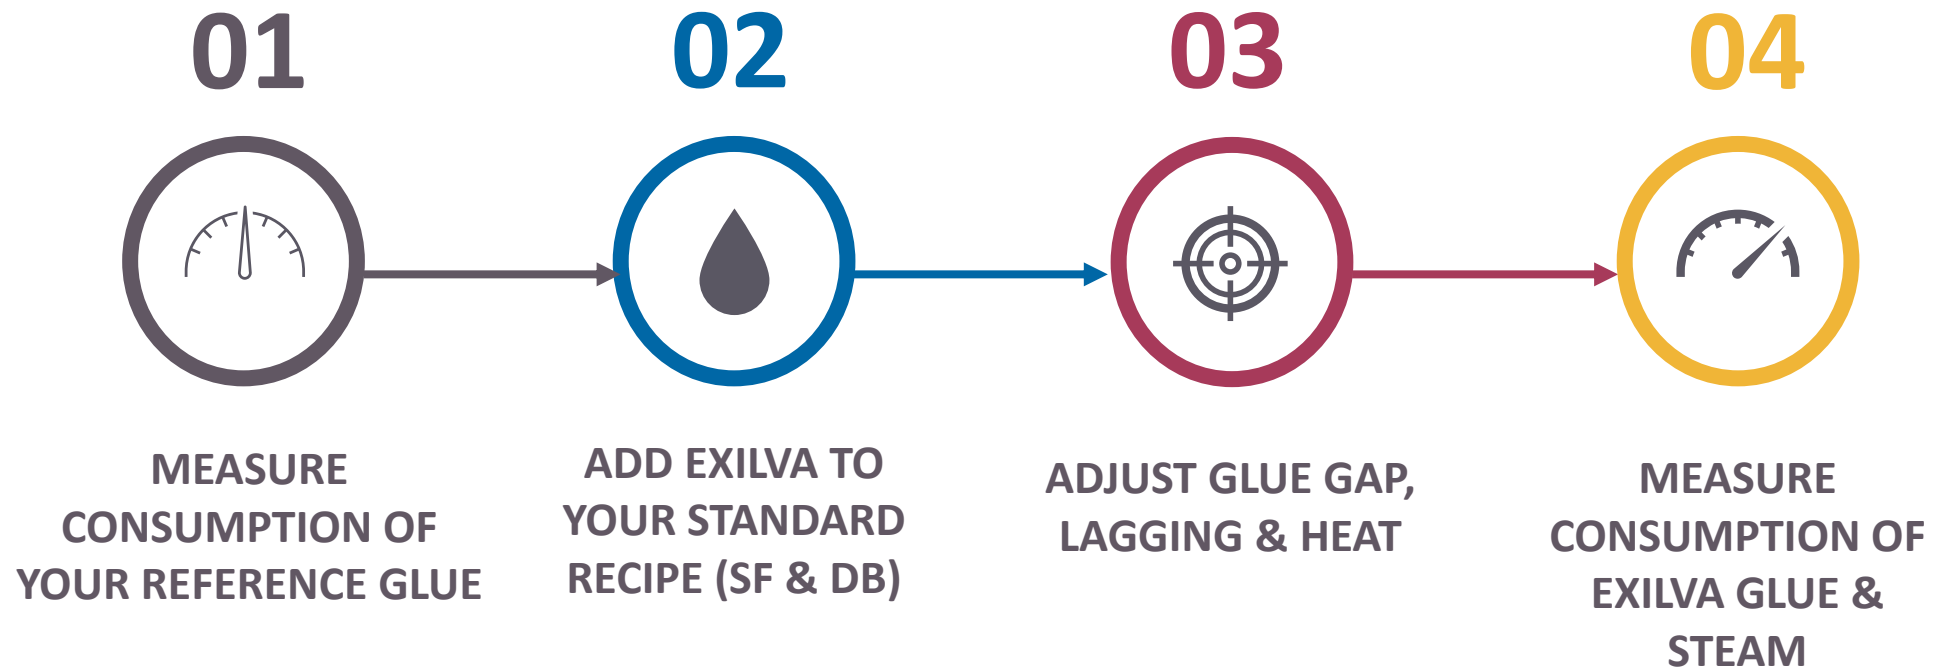 01
MEASURE
CONSUMPTION OF
YOUR REFERENCE GLUE
02
ADD EXILVA TO
YOUR STANDARD
RECIPE (SF & DB)
03
ADJUST GLUE GAP,
LAGGING & HEAT
04
MEASURE
CONSUMPTION OF
EXILVA GLUE &
STEAM